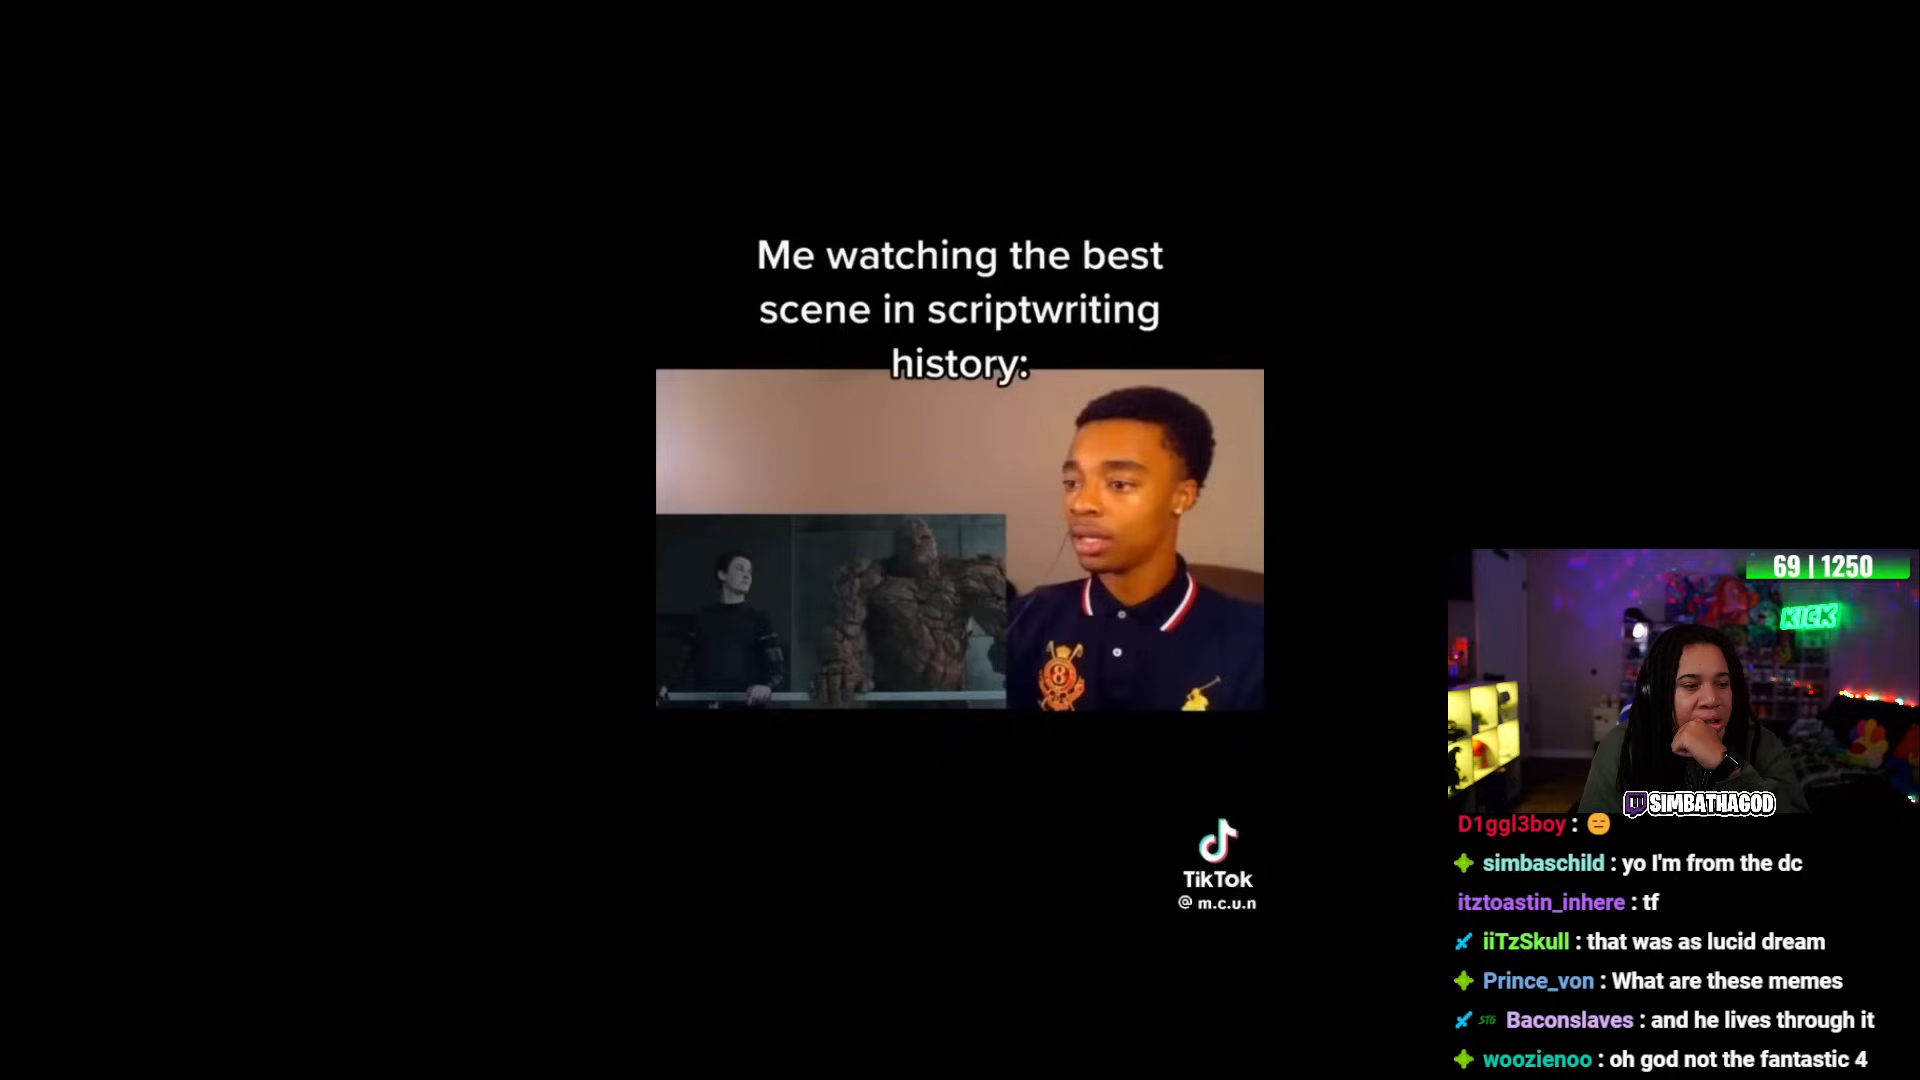 Me watching the best
scene in scriptwriting
history:
8
TikTok
@ m.c.u.n
69 | 1250
KICK
SIMBATHAGOD
D1ggl3boy : 😑
simbaschild : yo I'm from the dc
itztoastin_inhere : tf
iiTzSkull : that was as lucid dream
Prince_von : What are these memes
STG Baconslaves : and he lives through it
woozienoo : oh god not the fantastic 4